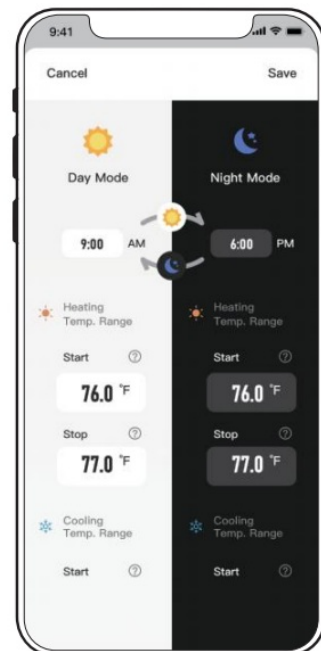 9:41
Cancel Save
Day Mode Night Mode
9:00 AM 6:00 PM
Heating Heating
Temp. Range Temp. Range
Start ? Start ?
76.0 °F 76.0 °F
Stop ? Stop ?
77.0 °F 77.0 °F
Cooling Cooling
Temp. Range Temp. Range
Start ? Start ?